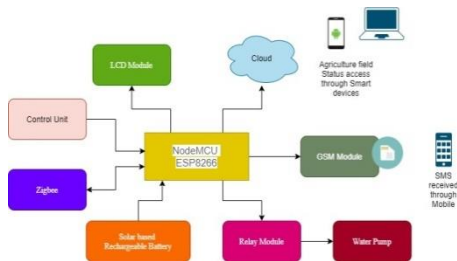 LCD Module
Cloud
Agriculture field
Status access
through Smart
devices
Control Unit
NodeMCU
ESP8266
GSM Module
Zigbee
SMS
received
through
Mobile
Solar based
Rechargeable Battery
Relay Module
Water Pump